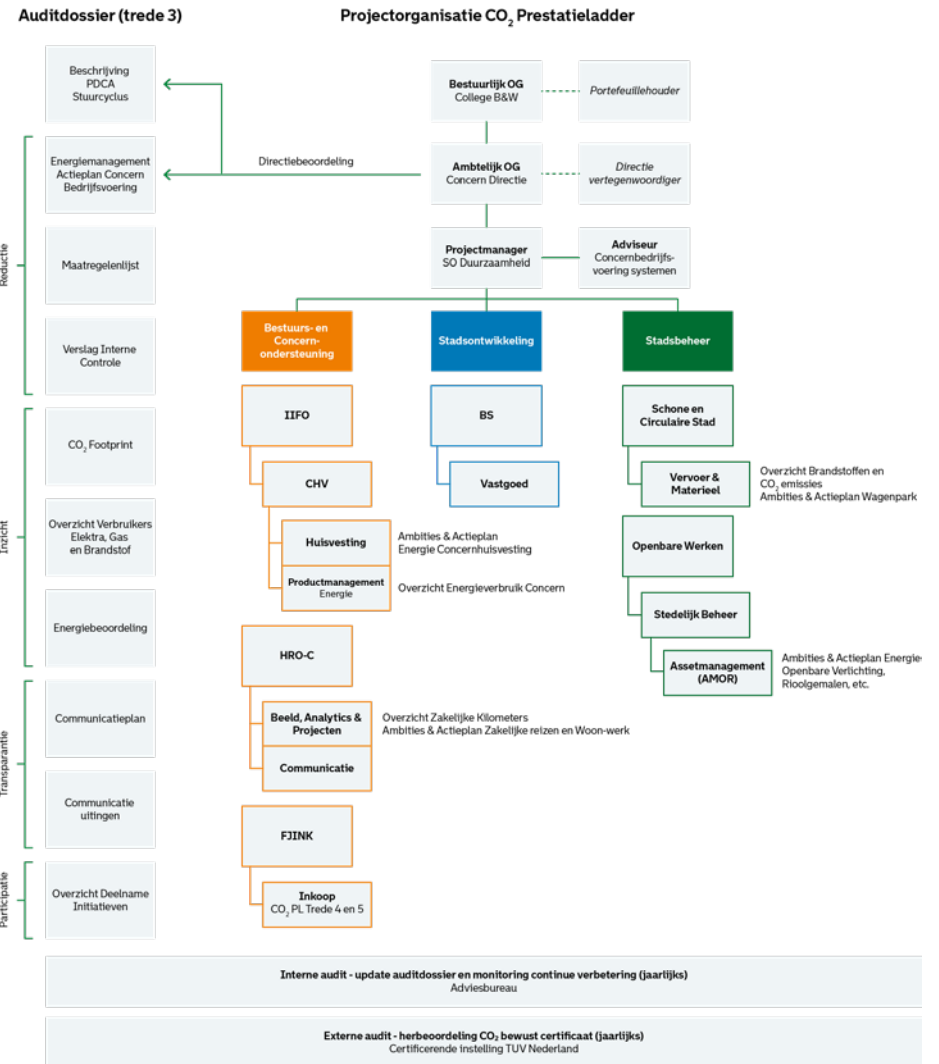 Auditdossier (trede 3)
Projectorganisatie CO₂ Prestatieladder
Beschrijving
PDCA
Stuurcyclus
Reductie
Energiemanagement
Actieplan Concern
Bedrijfsvoering
Maatregelenlijst
Verslag Interne
Controle
Inzicht
CO₂ Footprint
Overzicht Verbruikers
Elektra, Gas
en Brandstof
Energiebeoordeling
Transparantie
Communicatieplan
Communicatie
uitingen
Participatie
Overzicht Deelname
Initiatieven
Directiebeoordeling
Bestuurlijk OG
College B&W
Portefeuillehouder
Ambtelijk OG
Concern Directie
Directie
vertegenwoordiger
Projectmanager
SO Duurzaamheid
Adviseur
Concernbedrijfs-
voering systemen
Bestuurs- en
Concern-
ondersteuning
IIFO
CHV
Huisvesting
Ambities & Actieplan
Energie Concernhuisvesting
Productmanagement
Energie
Overzicht Energieverbruik Concern
HRO-C
Beeld, Analytics &
Projecten
Overzicht Zakelijke Kilometers
Ambities & Actieplan Zakelijke reizen en Woon-werk
Communicatie
FJINK
Inkoop
CO₂ PL Trede 4 en 5
Stadsontwikkeling
BS
Vastgoed
Stadsbeheer
Schone en
Circulaire Stad
Vervoer &
Materieel
Overzicht Brandstoffen en
CO₂ emissies
Ambities & Actieplan Wagenpark
Openbare Werken
Stedelijk Beheer
Assetmanagement
(AMOR)
Ambities & Actieplan Energie-
Openbare Verlichting,
Rioolgemalen, etc.
Interne audit - update auditdossier en monitoring continue verbetering (jaarlijks)
Adviesbureau
Externe audit - herbeoordeling CO₂ bewust certificaat (jaarlijks)
Certificerende instelling TUV Nederland